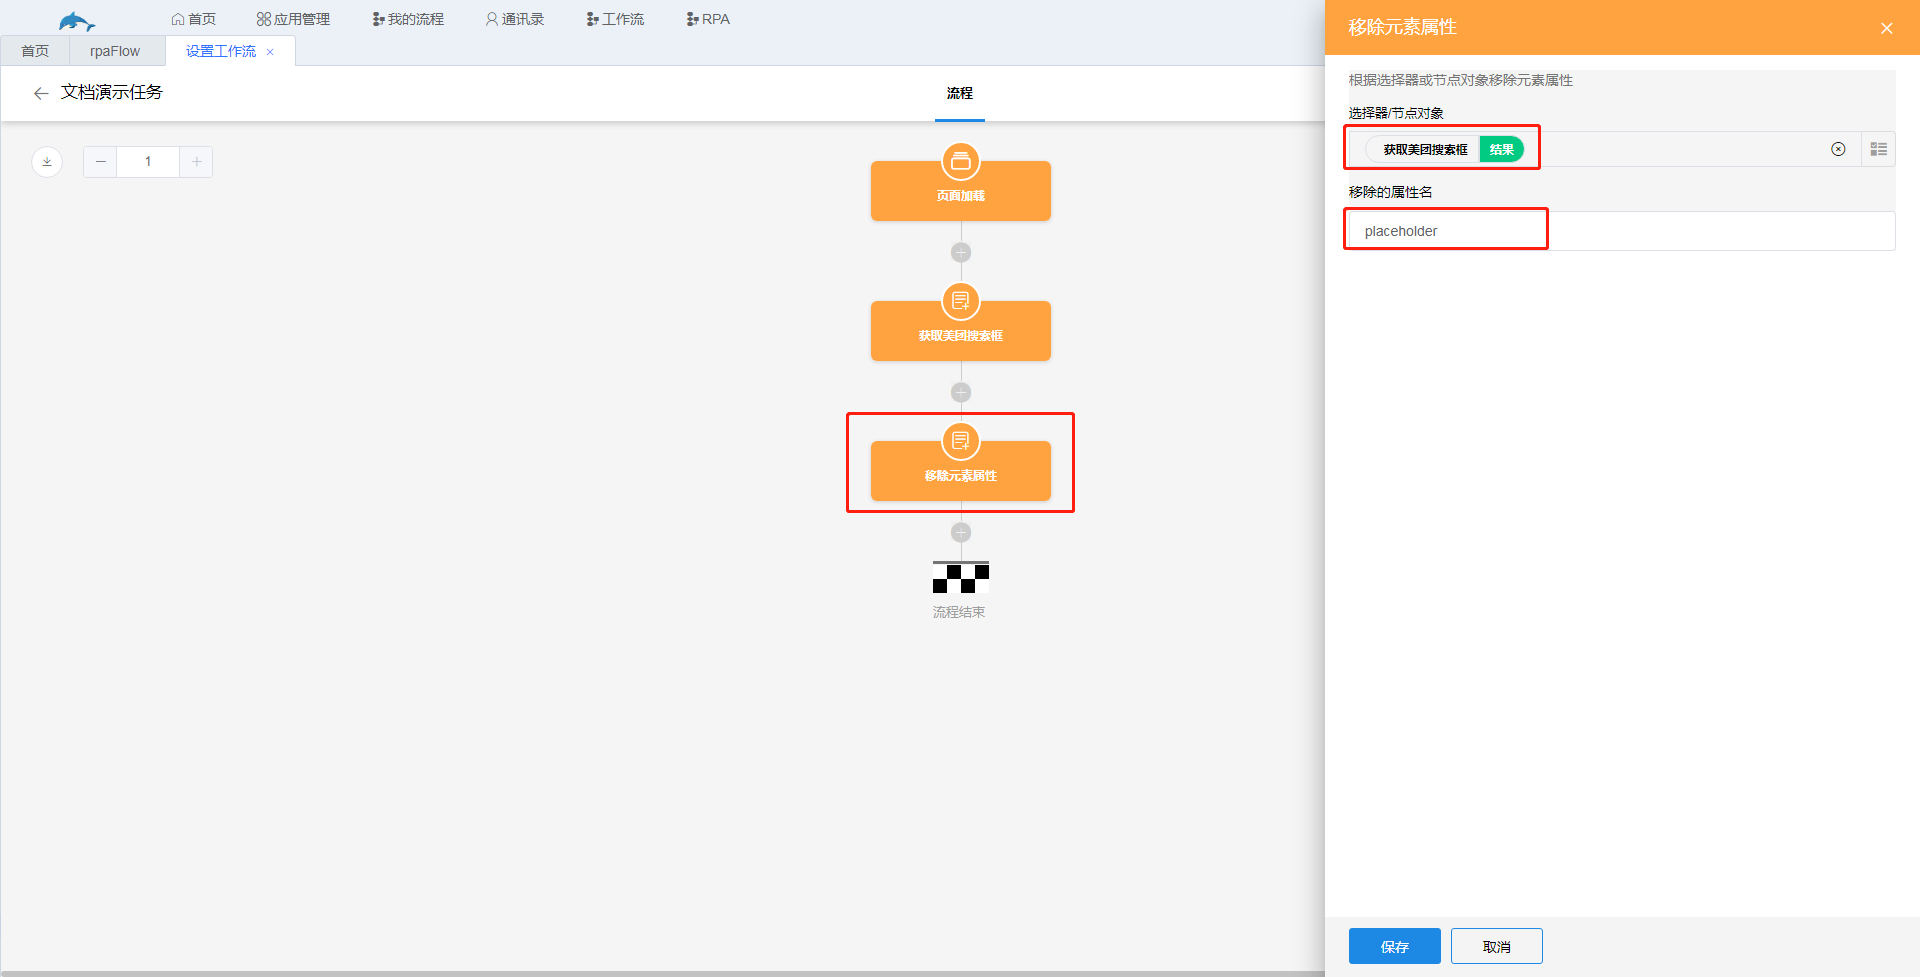 首页 应用管理 我的流程 通讯录 工作流 RPA
首页 rpaFlow 设置工作流
文档演示任务
流程
1
页面加载
获取美团搜索框
移除元素属性
流程结束
移除元素属性
根据选择器或节点对象移除元素属性
选择器/节点对象
获取美团搜索框 结果
移除的属性名
placeholder
保存 取消